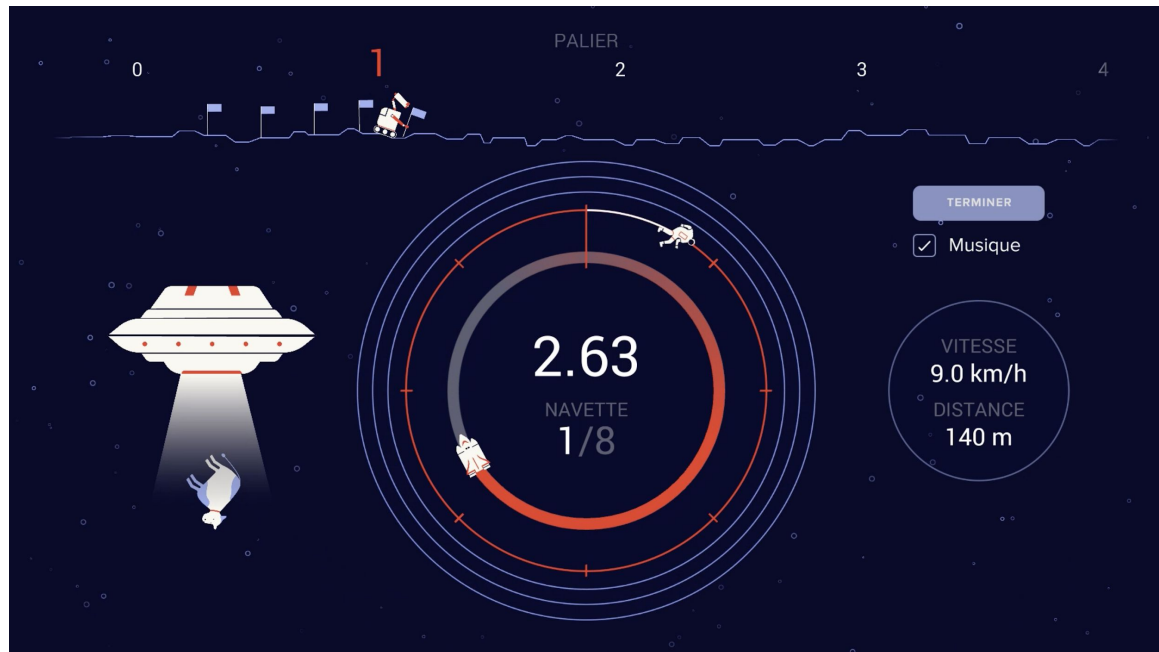 PALIER
0 1 2 3 4
TERMINER
Musique
2.63
NAVETTE
1/8
VITESSE
9.0 km/h
DISTANCE
140 m